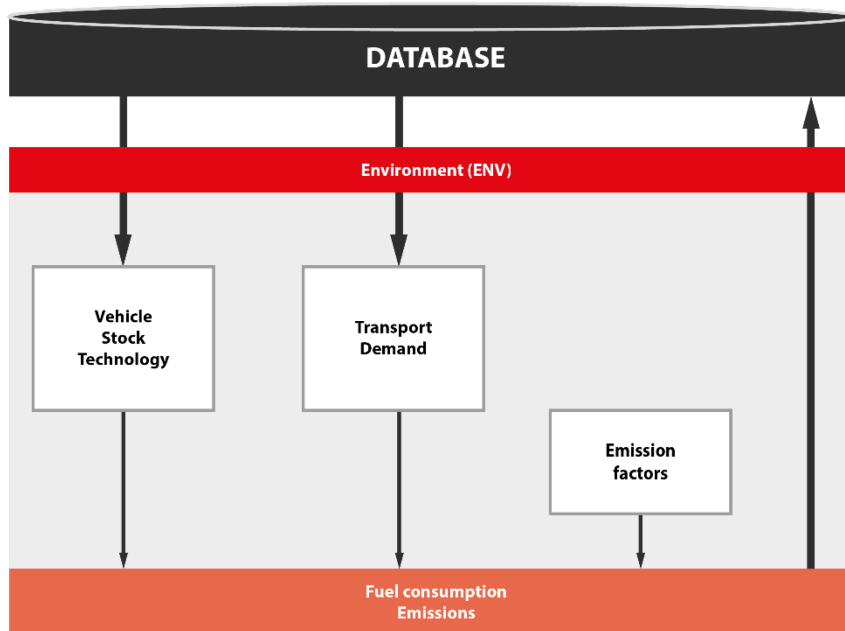 DATABASE
Environment (ENV)
Vehicle
Stock
Technology
Transport
Demand
Emission
factors
Fuel consumption
Emissions